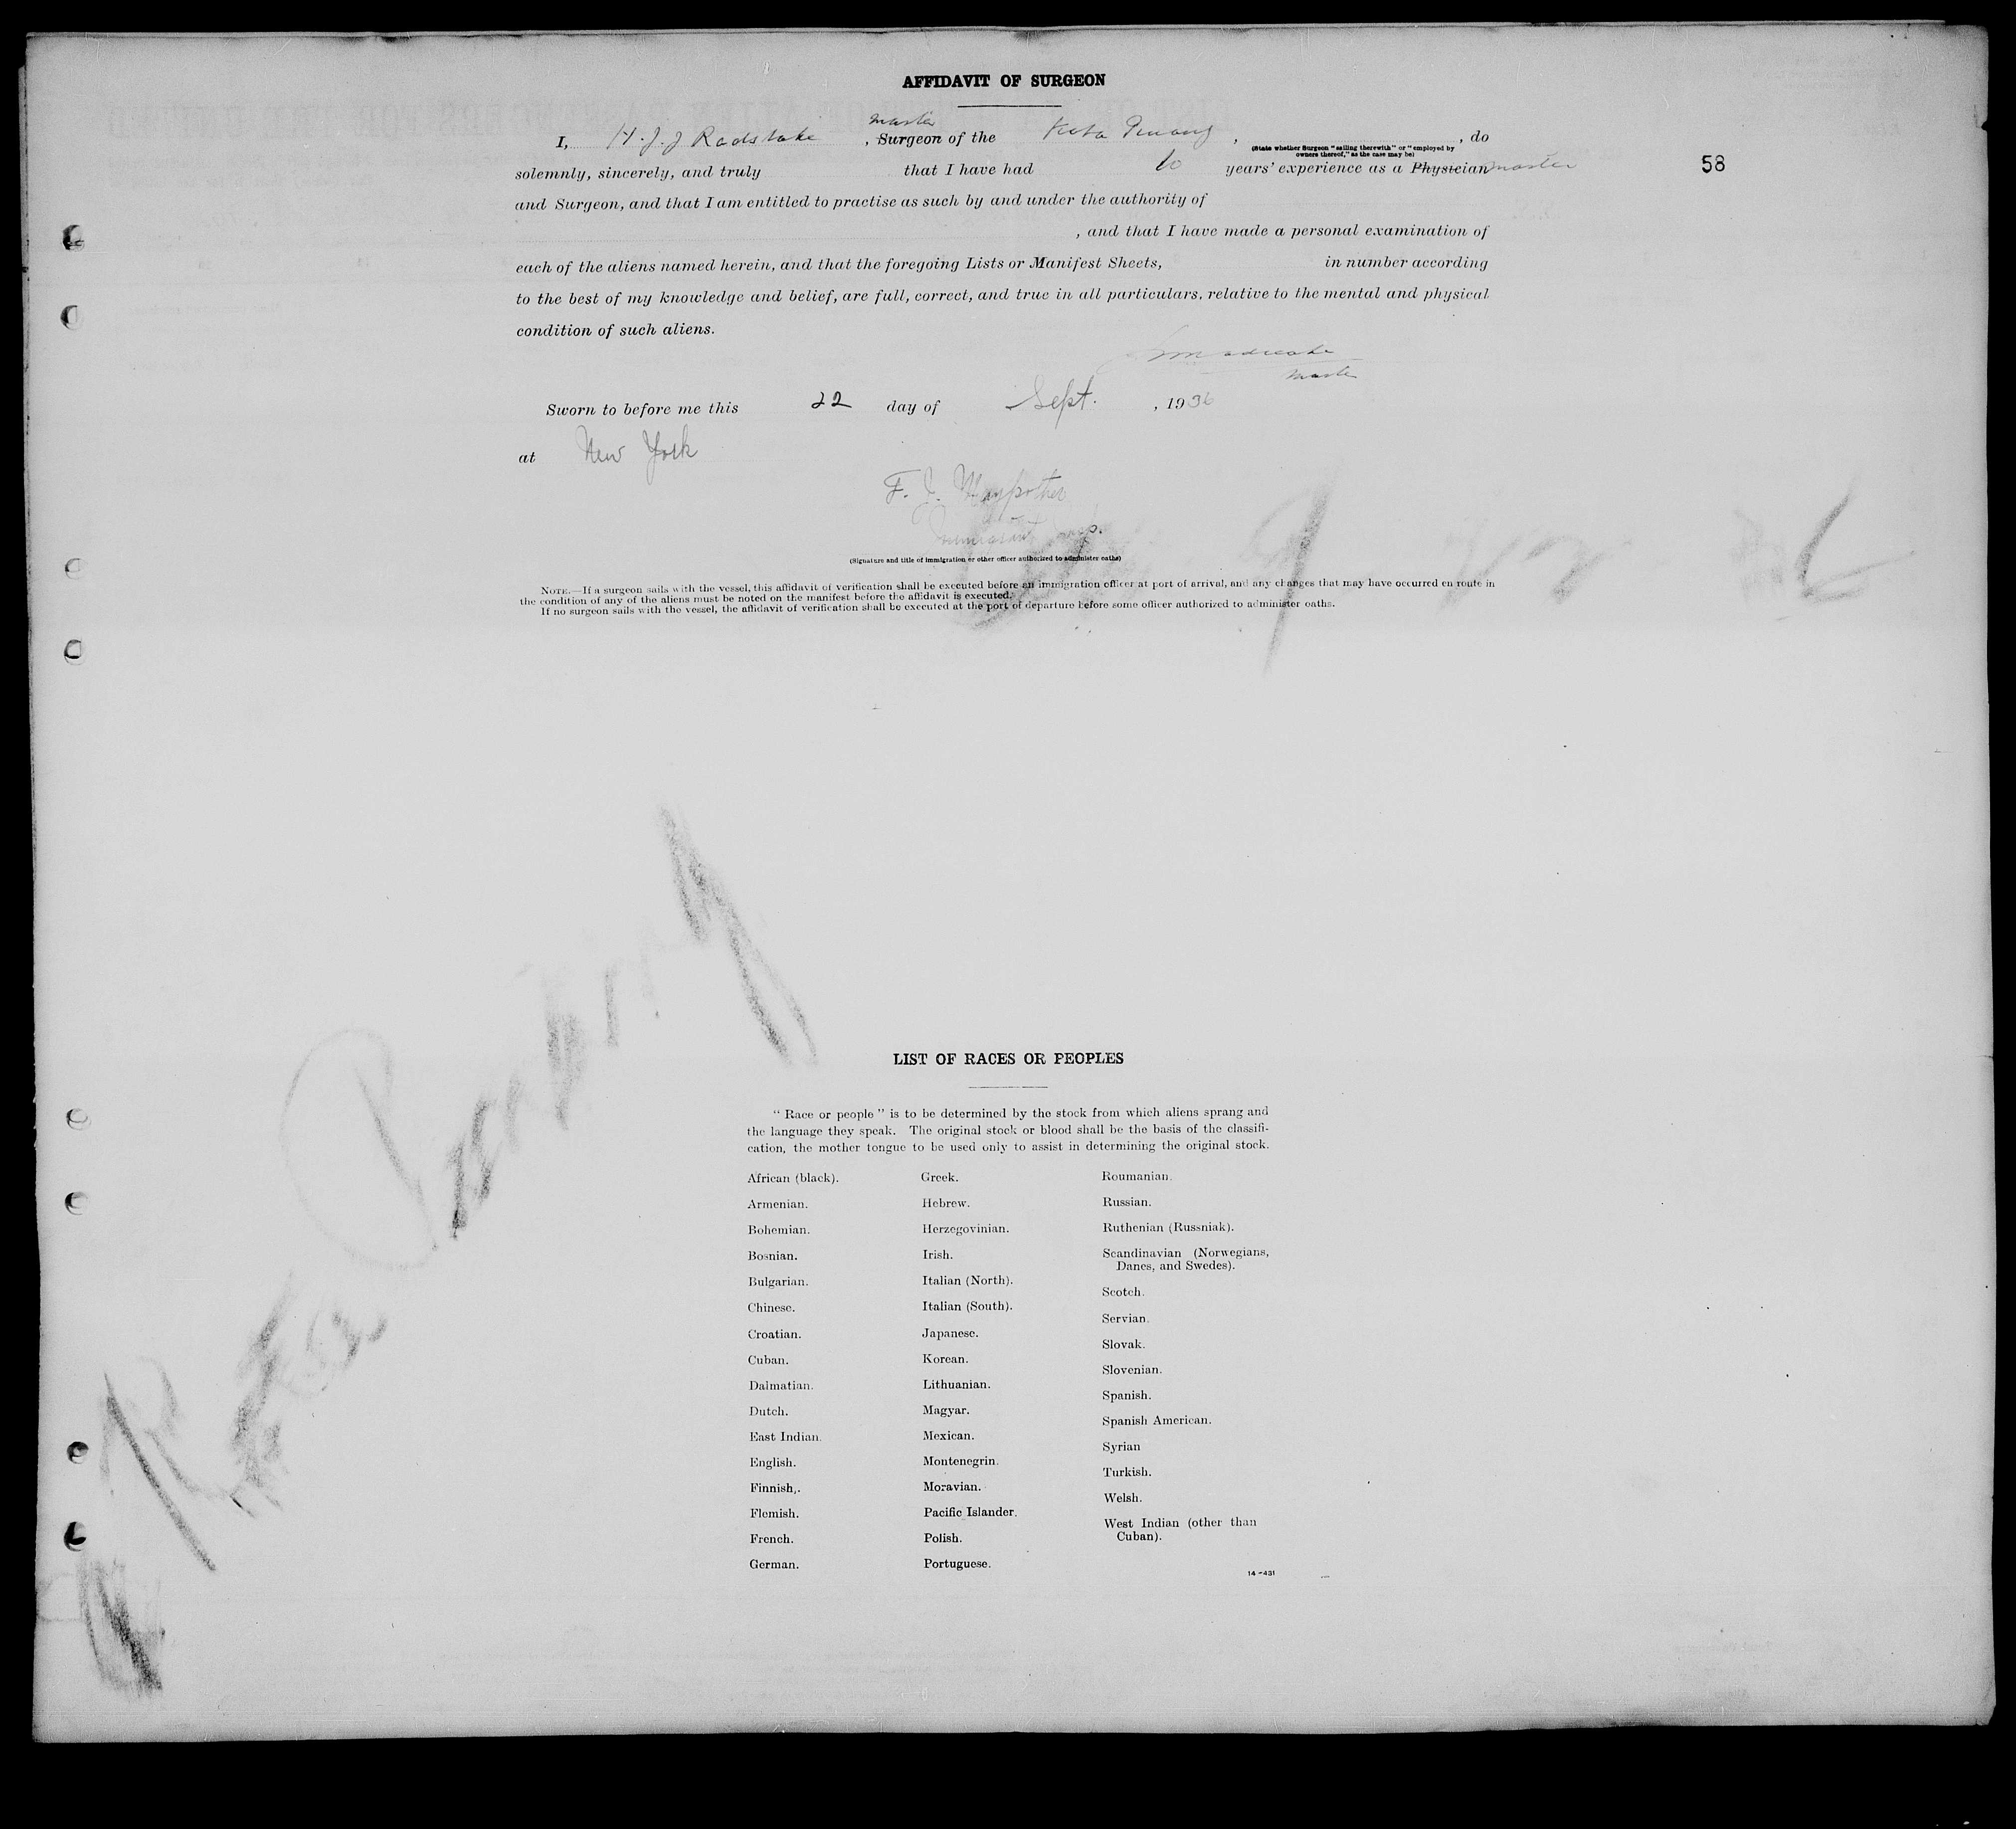 AFFIDAVIT OF SURGEON
master
I, H. J. J Radstake , Surgeon of the Kota Pinang , (State whether Surgeon "sailing therewith" or "employed by owners thereof," as the case may be) , do
solemnly, sincerely, and truly that I have had 10 years' experience as a Physician master
58
and Surgeon, and that I am entitled to practise as such by and under the authority of
, and that I have made a personal examination of
each of the aliens named herein, and that the foregoing Lists or Manifest Sheets, in number according
to the best of my knowledge and belief, are full, correct, and true in all particulars, relative to the mental and physical
condition of such aliens.
master
Sworn to before me this 22 day of Sept. , 1936
at New York
F. J. Insp.
(Signature and title of immigration or other officer authorized to administer oaths)
NOTE.—If a surgeon sails with the vessel, this affidavit of verification shall be executed before an immigration officer at port of arrival, and any changes that may have occurred en route in
the condition of any of the aliens must be noted on the manifest before the affidavit is executed.
If no surgeon sails with the vessel, the affidavit of verification shall be executed at the port of departure before some officer authorized to administer oaths.
Kota Pinang
LIST OF RACES OR PEOPLES
"Race or people" is to be determined by the stock from which aliens sprang and
the language they speak. The original stock or blood shall be the basis of the classifi-
cation, the mother tongue to be used only to assist in determining the original stock.
African (black).
Armenian.
Bohemian.
Bosnian.
Bulgarian.
Chinese.
Croatian.
Cuban.
Dalmatian.
Dutch.
East Indian.
English.
Finnish.
Flemish.
French.
German.
Greek.
Hebrew.
Herzegovinian.
Irish.
Italian (North).
Italian (South).
Japanese.
Korean.
Lithuanian.
Magyar.
Mexican.
Montenegrin.
Moravian.
Pacific Islander.
Polish.
Portuguese.
Roumanian.
Russian.
Ruthenian (Russniak).
Scandinavian (Norwegians,
Danes, and Swedes).
Scotch.
Servian.
Slovak.
Slovenian.
Spanish.
Spanish American.
Syrian
Turkish.
Welsh.
West Indian (other than
Cuban).
14-431